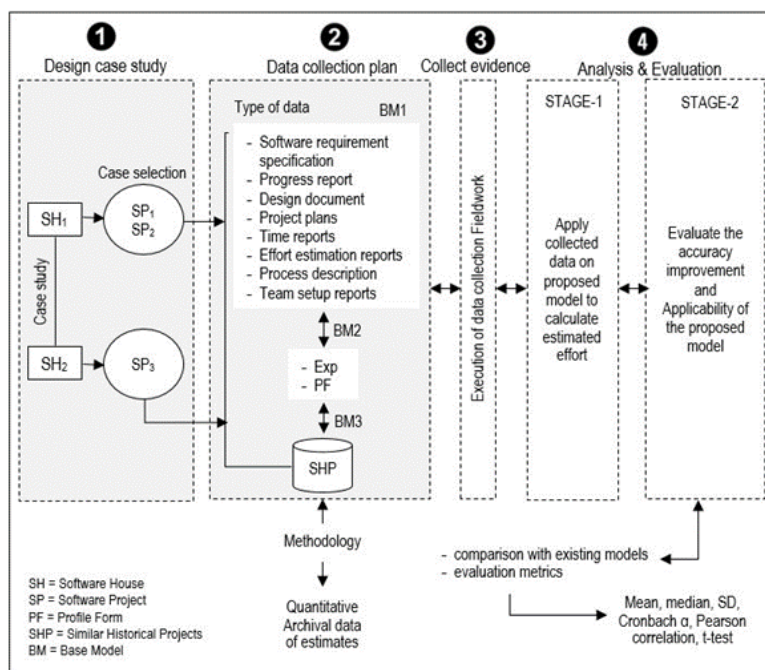 1
2
3
4
Design case study
Data collection plan
Collect evidence
Analysis & Evaluation
Case selection
SH1
SP1
SP2
Case study
SH2
SP3
Type of data
BM1
- Software requirement
specification
- Progress report
- Design document
- Project plans
- Time reports
- Effort estimation reports
- Process description
- Team setup reports
BM2
- Exp
- PF
BM3
SHP
Execution of data collection Fieldwork
STAGE-1
Apply
collected data
on
proposed
model to
calculate
estimated
effort
STAGE-2
Evaluate the
accuracy
improvement
and
Applicability of
the proposed
model
Methodology
Quantitative
Archival data
of estimates
- comparison with existing models
- evaluation metrics
Mean, median, SD,
Cronbach α, Pearson
correlation, t-test
SH = Software House
SP = Software Project
PF = Profile Form
SHP = Similar Historical Projects
BM = Base Model